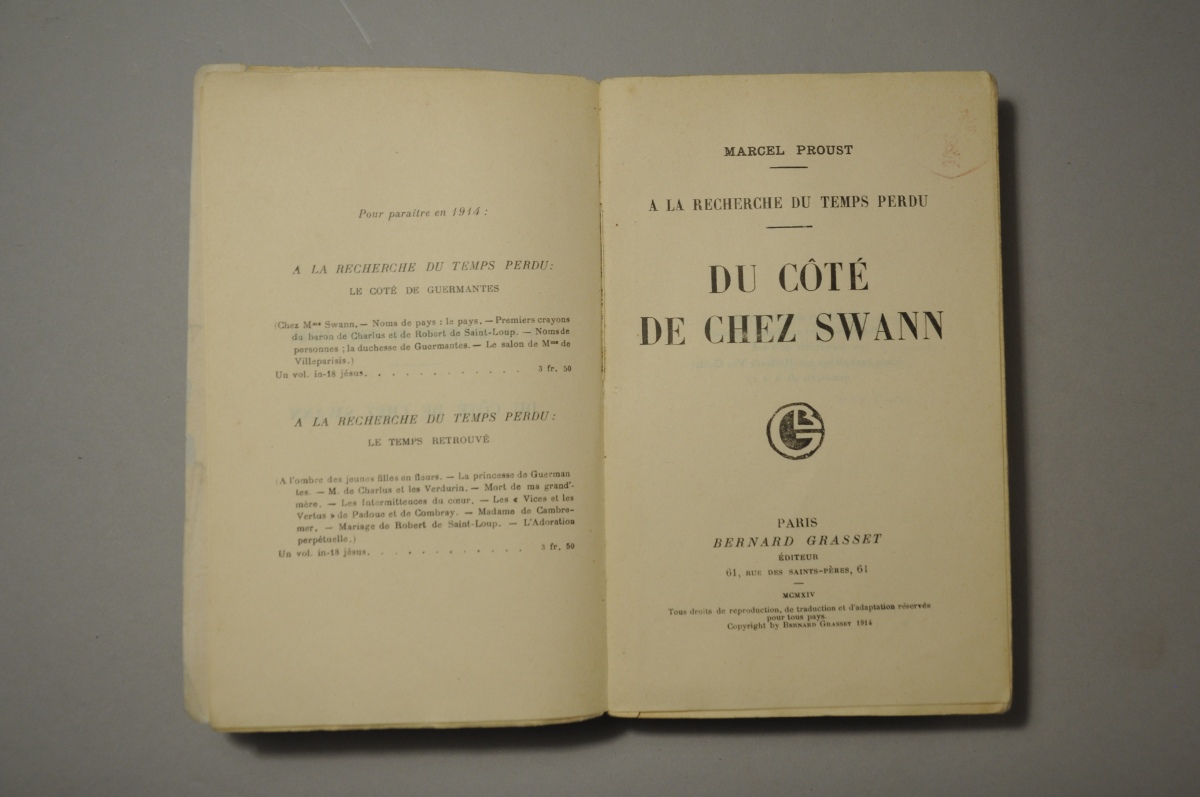 Pour paraître en 1914 :
A LA RECHERCHE DU TEMPS PERDU:
LE COTÉ DE GUERMANTES
(Chez Mme Swann. — Noms de pays : le pays. — Premiers crayons
du baron de Charlus et de Robert de Saint-Loup. — Noms de
personnes ; la duchesse de Guermantes. — Le salon de Mme de
Villeparisis.)
Un vol. in-18 jésus. . . . . . . . . . . . 3 fr. 50
A LA RECHERCHE DU TEMPS PERDU:
LE TEMPS RETROUVÉ
(A l'ombre des jeunes filles en fleurs. — La princesse de Guerman
tes. — M. de Charlus et les Verdurin. — Mort de ma grand'-
mère. — Les Intermittences du cœur. — Les « Vices et les
Vertus » de Padoue et de Combray. — Madame de Cambre-
mer. — Mariage de Robert de Saint-Loup. — L'Adoration
perpétuelle.)
Un vol. in-18 jésus. . . . . . . . . . . . 3 fr. 50
MARCEL PROUST
A LA RECHERCHE DU TEMPS PERDU
DU CÔTÉ
DE CHEZ SWANN
BG
PARIS
BERNARD GRASSET
ÉDITEUR
61, RUE DES SAINTS-PÈRES, 61
MCMXIV
Tous droits de reproduction, de traduction et d'adaptation réservés
pour tous pays.
Copyright by BERNARD GRASSET 1914